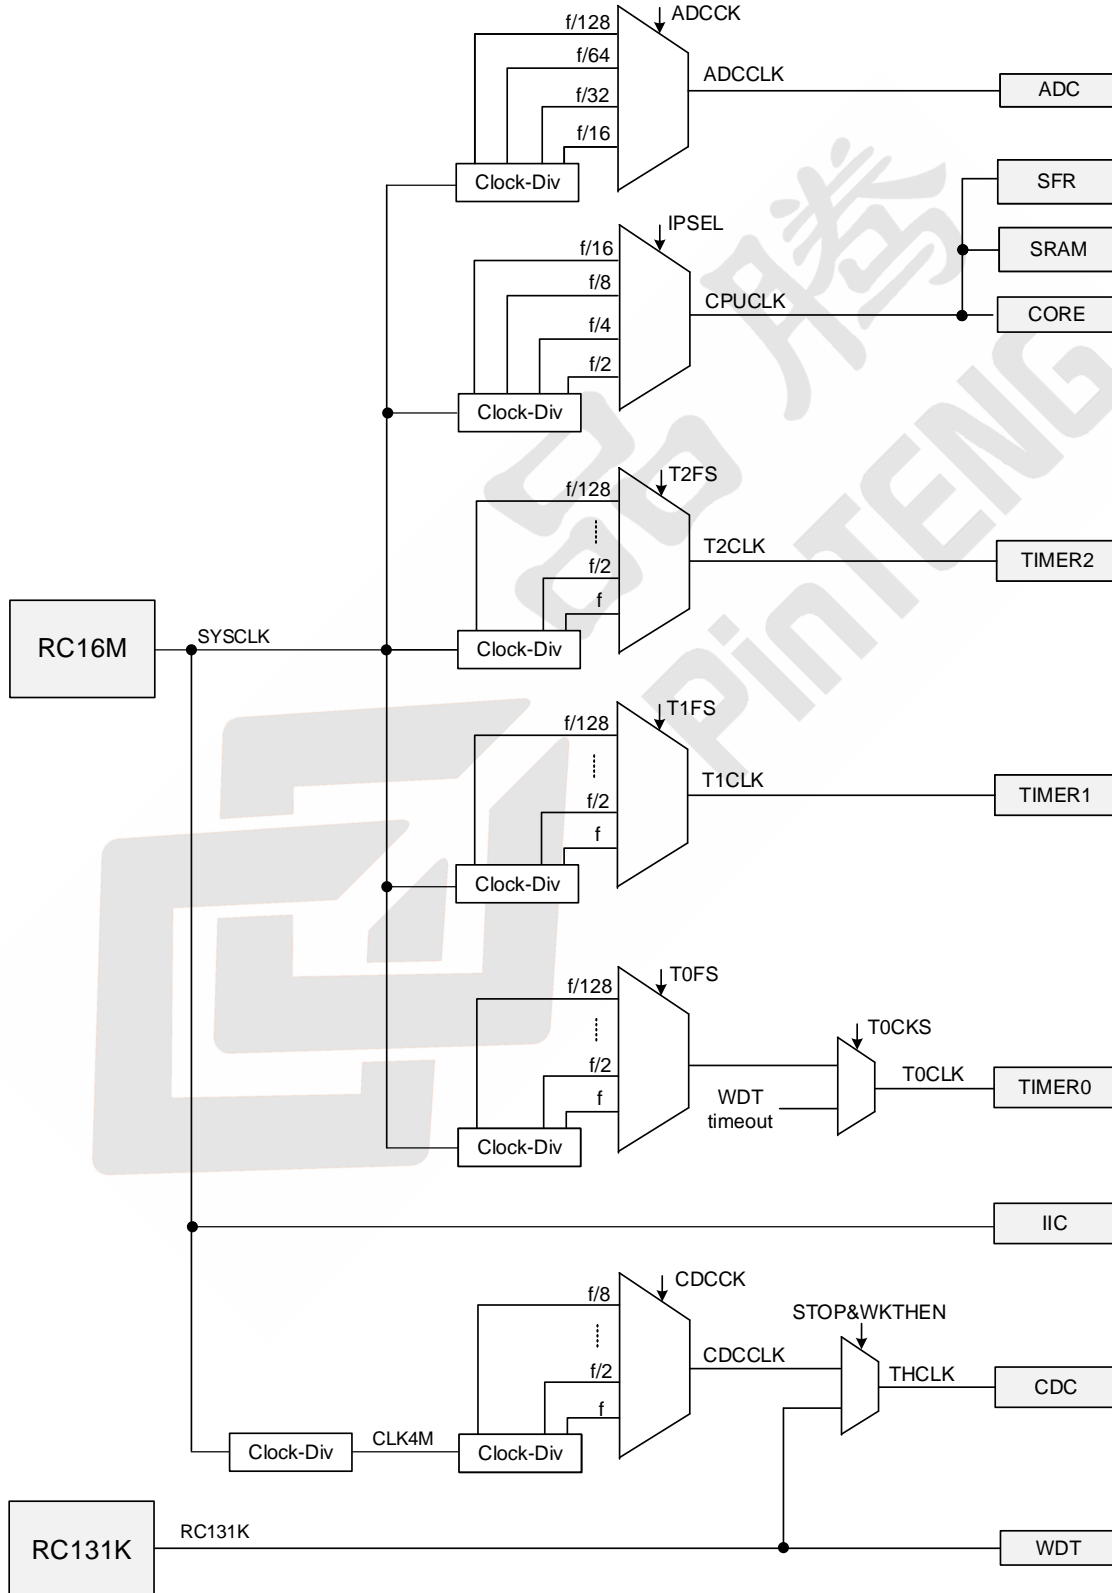 ADCCK
f/128
f/64
ADCCLK
ADC
f/32
f/16
Clock-Div
SFR
IPSEL
f/16
SRAM
f/8
CPUCLK
CORE
f/4
f/2
Clock-Div
T2FS
f/128
T2CLK
TIMER2
f/2
f
Clock-Div
RC16M
SYSCLK
T1FS
f/128
T1CLK
TIMER1
f/2
f
Clock-Div
T0FS
f/128
T0CKS
f/2
T0CLK
TIMER0
f
WDT
timeout
Clock-Div
IIC
CDCCK
f/8
STOP&WKTHEN
CDCCLK
THCLK
CDC
f/2
f
Clock-Div
CLK4M
Clock-Div
RC131K
RC131K
WDT
品腾
PinTENG